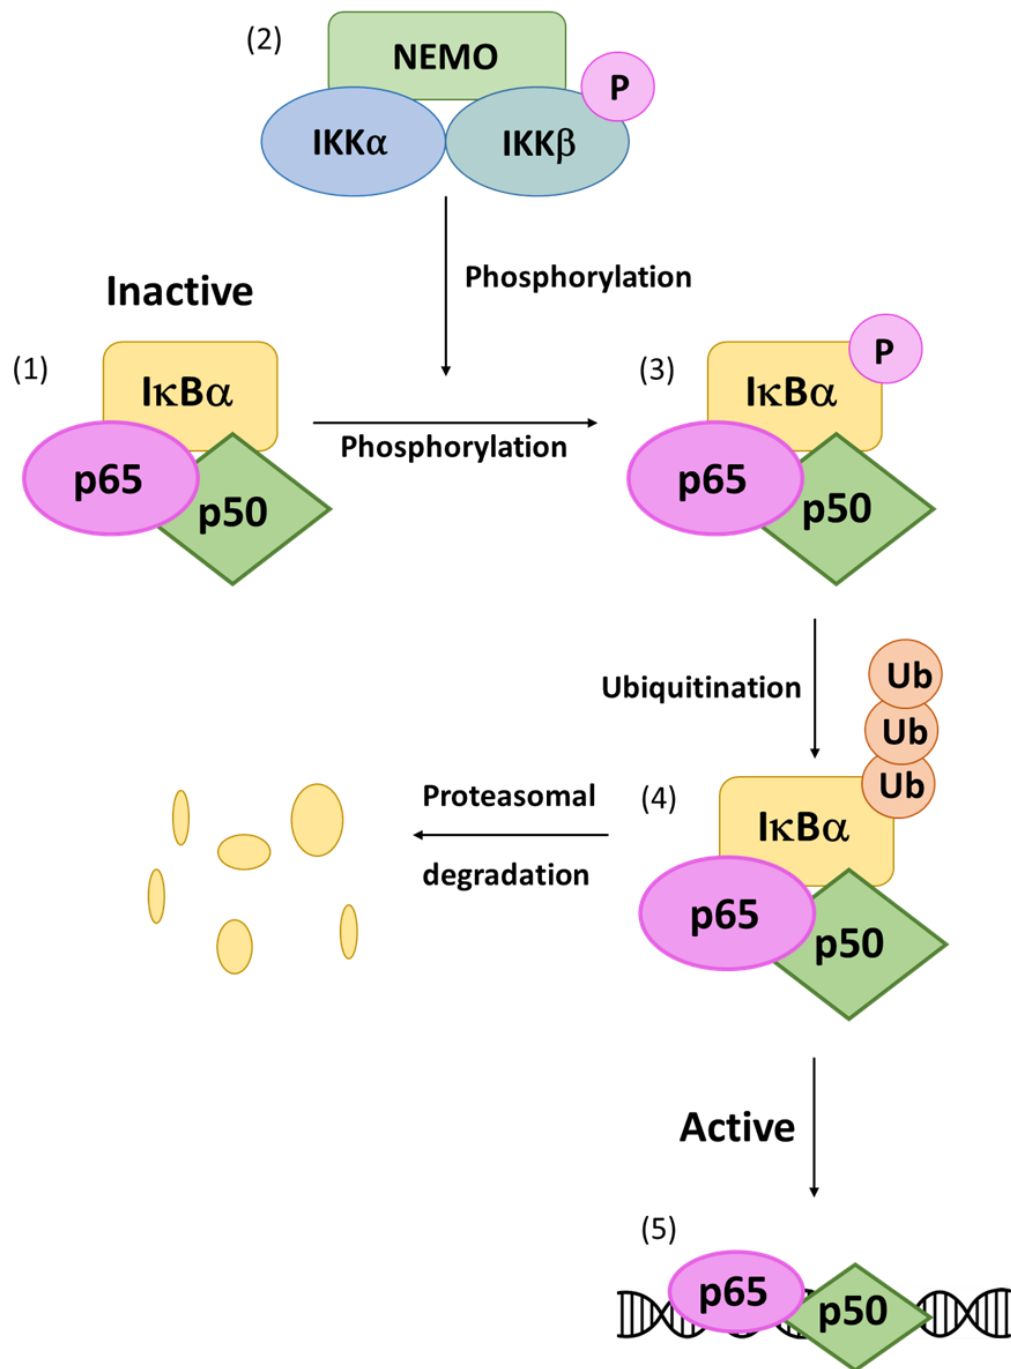 (2)
NEMO
P
IKKα
IKKβ
Phosphorylation
Inactive
(1)
IκBα
p65
p50
Phosphorylation
(3)
IκBα
P
p65
p50
Ubiquitination
Ub
Ub
Ub
(4)
IκBα
p65
p50
Proteasomal
degradation
Active
(5)
p65
p50